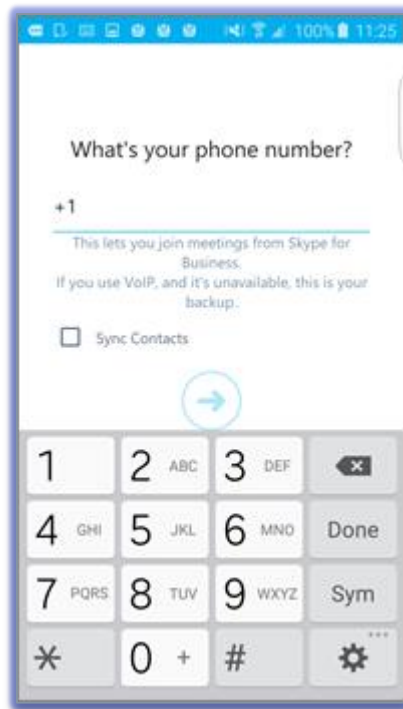 100% 11:25
What's your phone number?
+1
This lets you join meetings from Skype for
Business.
If you use VoIP, and it's unavailable, this is your
backup.
Sync Contacts
1 2 ABC 3 DEF
4 GHI 5 JKL 6 MNO Done
7 PQRS 8 TUV 9 WXYZ Sym
* 0 + #